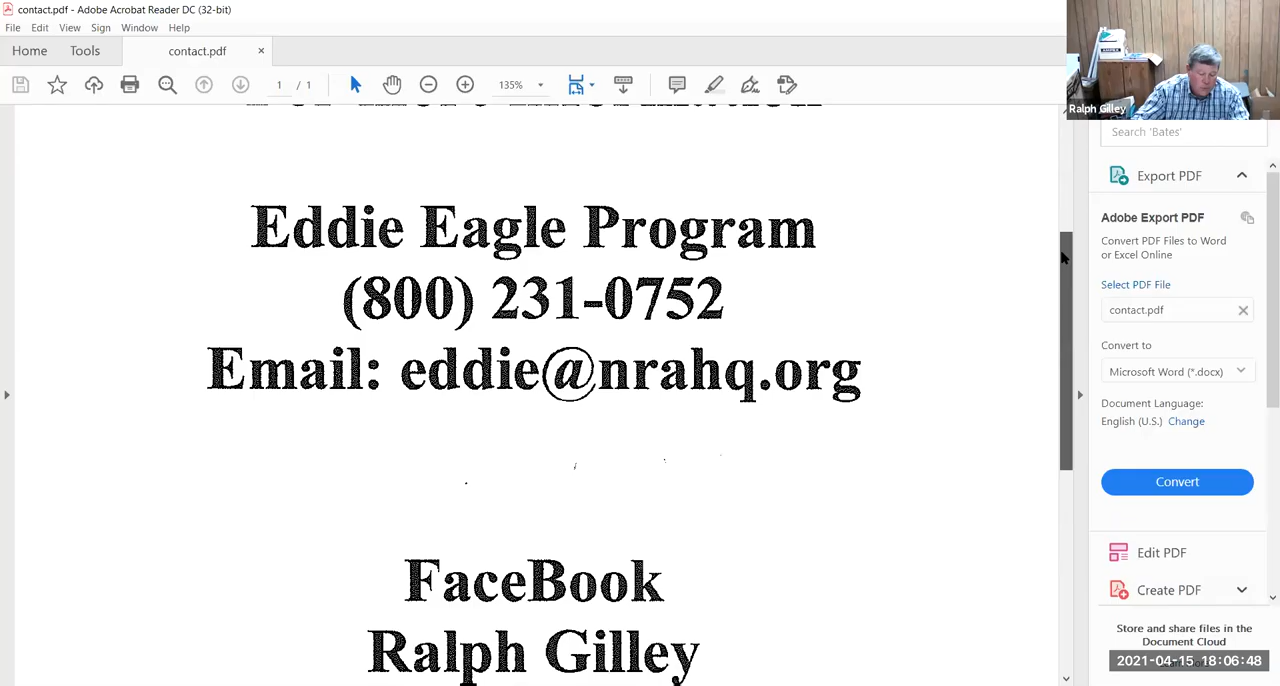 contact.pdf - Adobe Acrobat Reader DC (32-bit)
File Edit View Sign Window Help
Home Tools contact.pdf ×
1 / 1 135%
Ralph Gilley
Search 'Bates'
Eddie Eagle Program
(800) 231-0752
Email: eddie@nrahq.org
FaceBook
Ralph Gilley
Export PDF
Adobe Export PDF
Convert PDF Files to Word
or Excel Online
Select PDF File
contact.pdf
Convert to
Microsoft Word (*.docx)
Document Language:
English (U.S.) Change
Convert
Edit PDF
Create PDF
Store and share files in the
Document Cloud
2021-04-15 18:06:48